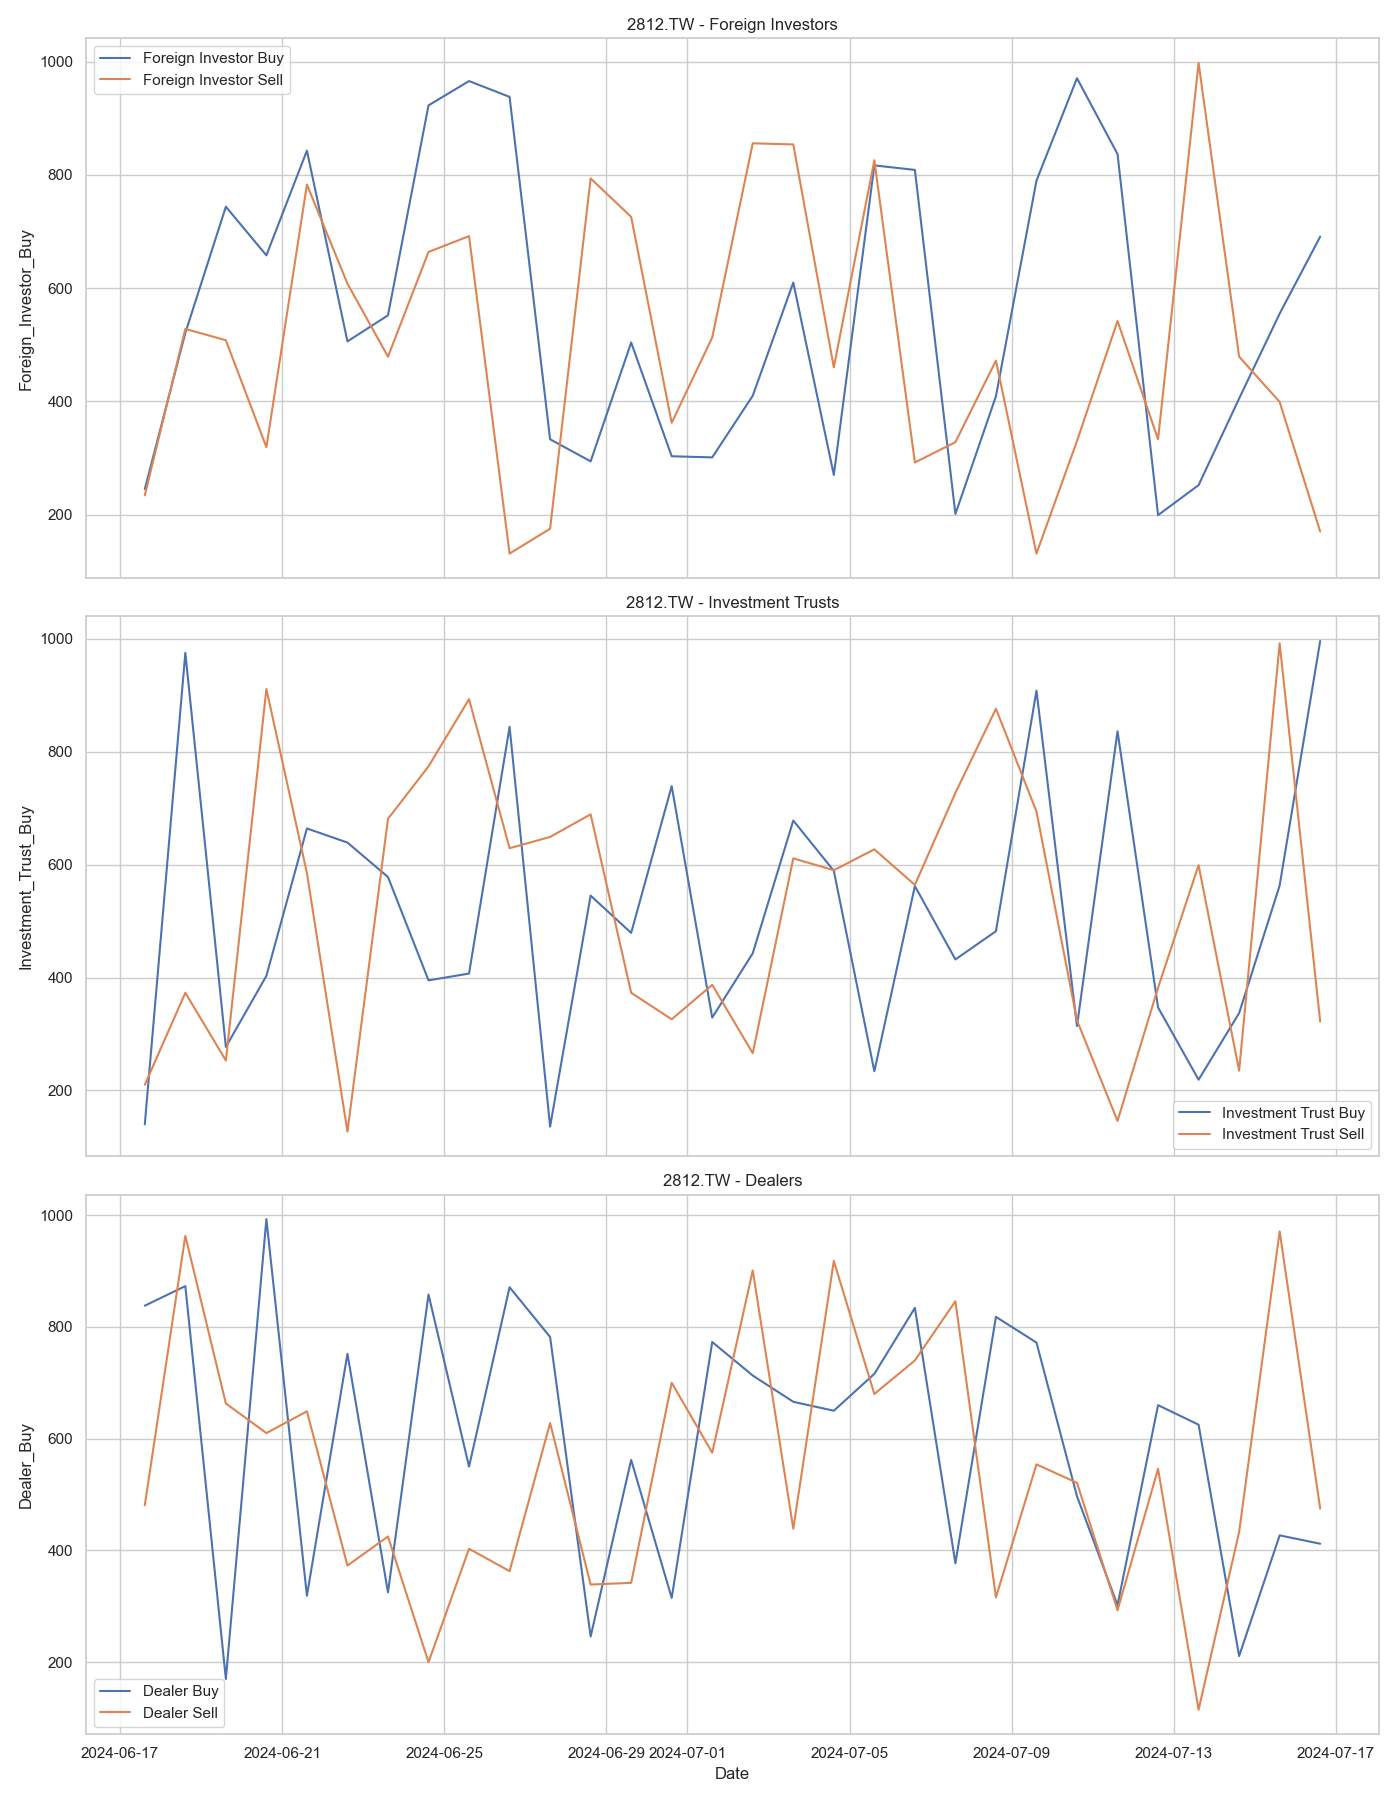 2812.TW - Foreign Investors
Foreign Investor Buy
Foreign Investor Sell
1000
800
600
400
200
Foreign_Investor_Buy
2812.TW - Investment Trusts
1000
800
600
400
200
Investment_Trust_Buy
Investment Trust Buy
Investment Trust Sell
2812.TW - Dealers
1000
800
600
400
200
Dealer_Buy
Dealer Buy
Dealer Sell
2024-06-17 2024-06-21 2024-06-25 2024-06-29 2024-07-01 2024-07-05 2024-07-09 2024-07-13 2024-07-17
Date